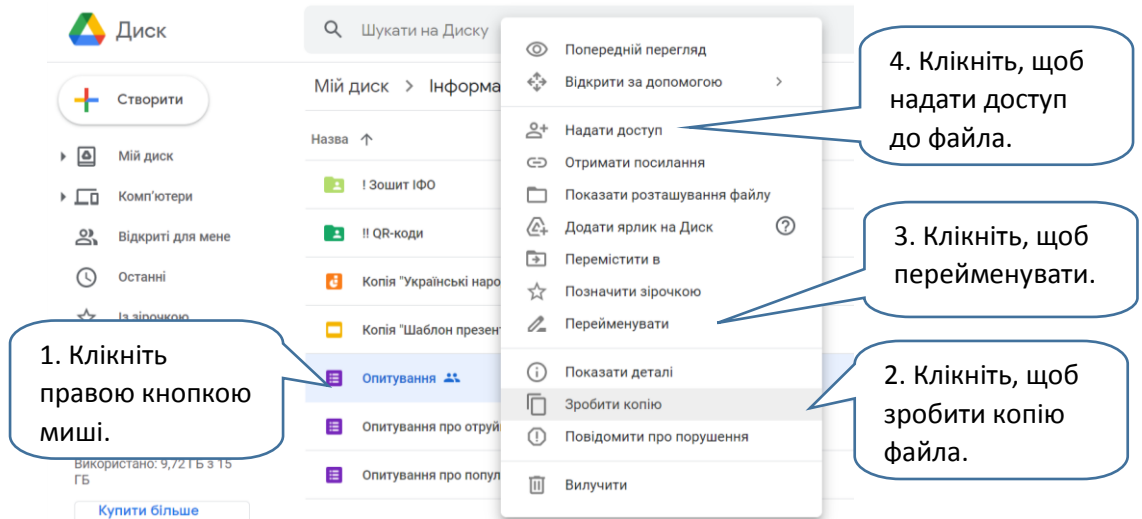 Диск
Шукати на Диску
Створити
Мій диск
Комп'ютери
Відкриті для мене
Останні
Із зірочкою
Використано: 9,72 ГБ з 15
ГБ
Купити більше
Мій диск > Інформа
Назва
! Зошит ІФО
!! QR-коди
Копія "Українські наро
Копія "Шаблон презен
Опитування
Опитування про отруй
Опитування про попул
Попередній перегляд
Відкрити за допомогою >
Надати доступ
Отримати посилання
Показати розташування файлу
Додати ярлик на Диск
Перемістити в
Позначити зірочкою
Перейменувати
Показати деталі
Зробити копію
Повідомити про порушення
Вилучити
1. Клікніть
правою кнопкою
миші.
4. Клікніть, щоб
надати доступ
до файла.
3. Клікніть, щоб
перейменувати.
2. Клікніть, щоб
зробити копію
файла.